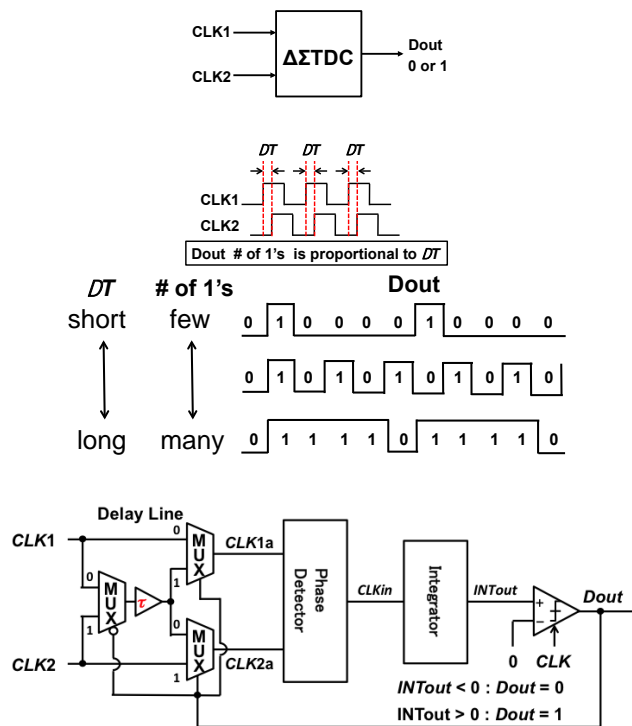 CLK1
CLK2
ΔΣTDC
Dout
0 or 1
DT DT DT
CLK1
CLK2
Dout # of 1's is proportional to DT
DT # of 1's Dout
short few
0 1 0 0 0 0 1 0 0 0 0
0 1 0 1 0 1 0 1 0 1 0
long many
0 1 1 1 1 0 1 1 1 1 0
Delay Line
CLK1
CLK2
0
1
MUX
τ
0
1
MUX
CLK1a
0
1
MUX
CLK2a
Phase
Detector
CLKin
Integrator
INTout
+
−
0
CLK
Dout
INTout < 0 : Dout = 0
INTout > 0 : Dout = 1